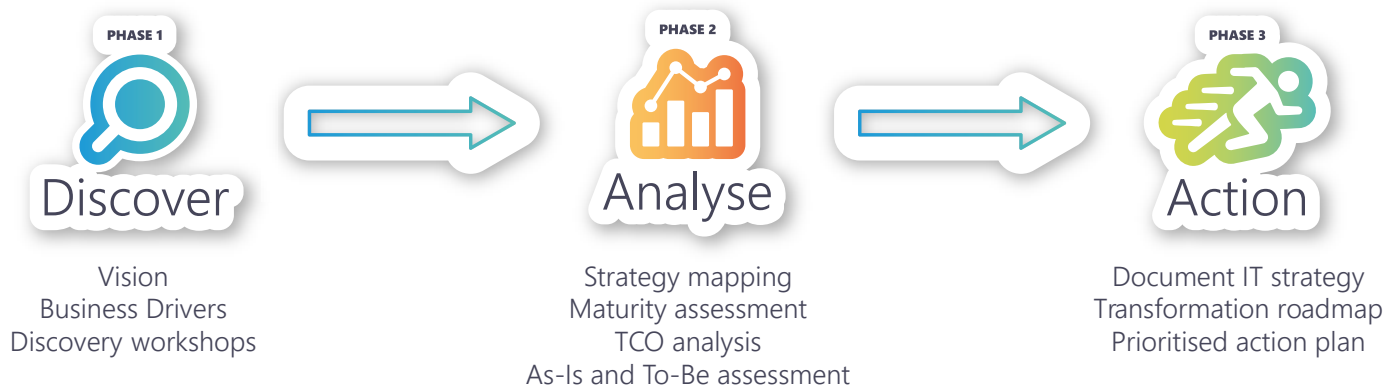 PHASE 1
Discover
Vision
Business Drivers
Discovery workshops
PHASE 2
Analyse
Strategy mapping
Maturity assessment
TCO analysis
As-Is and To-Be assessment
PHASE 3
Action
Document IT strategy
Transformation roadmap
Prioritised action plan